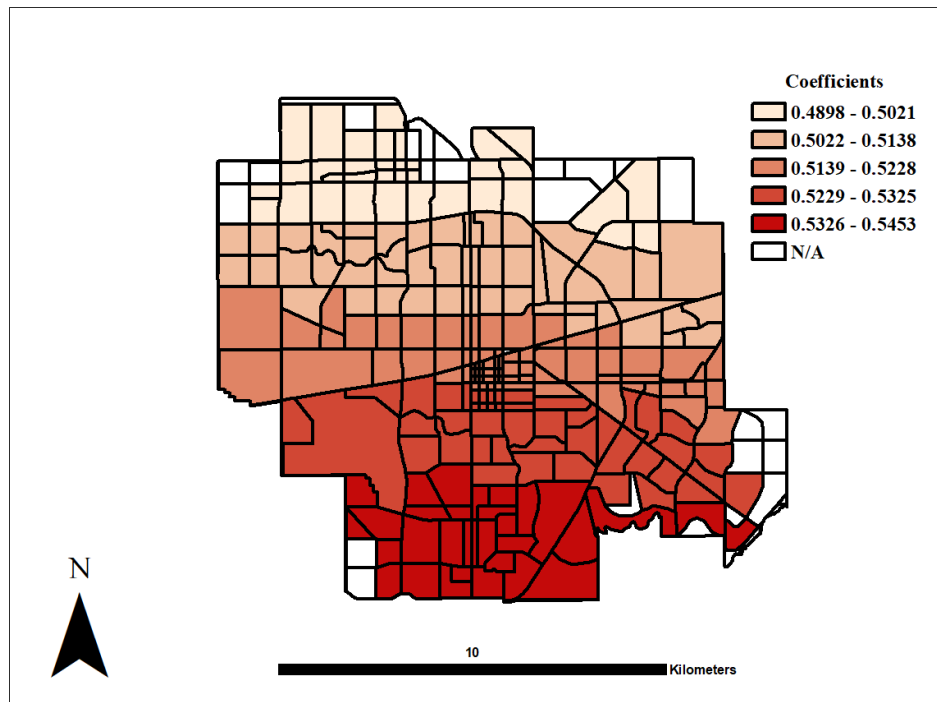 Coefficients
0.4898 - 0.5021
0.5022 - 0.5138
0.5139 - 0.5228
0.5229 - 0.5325
0.5326 - 0.5453
N/A
N
10
Kilometers